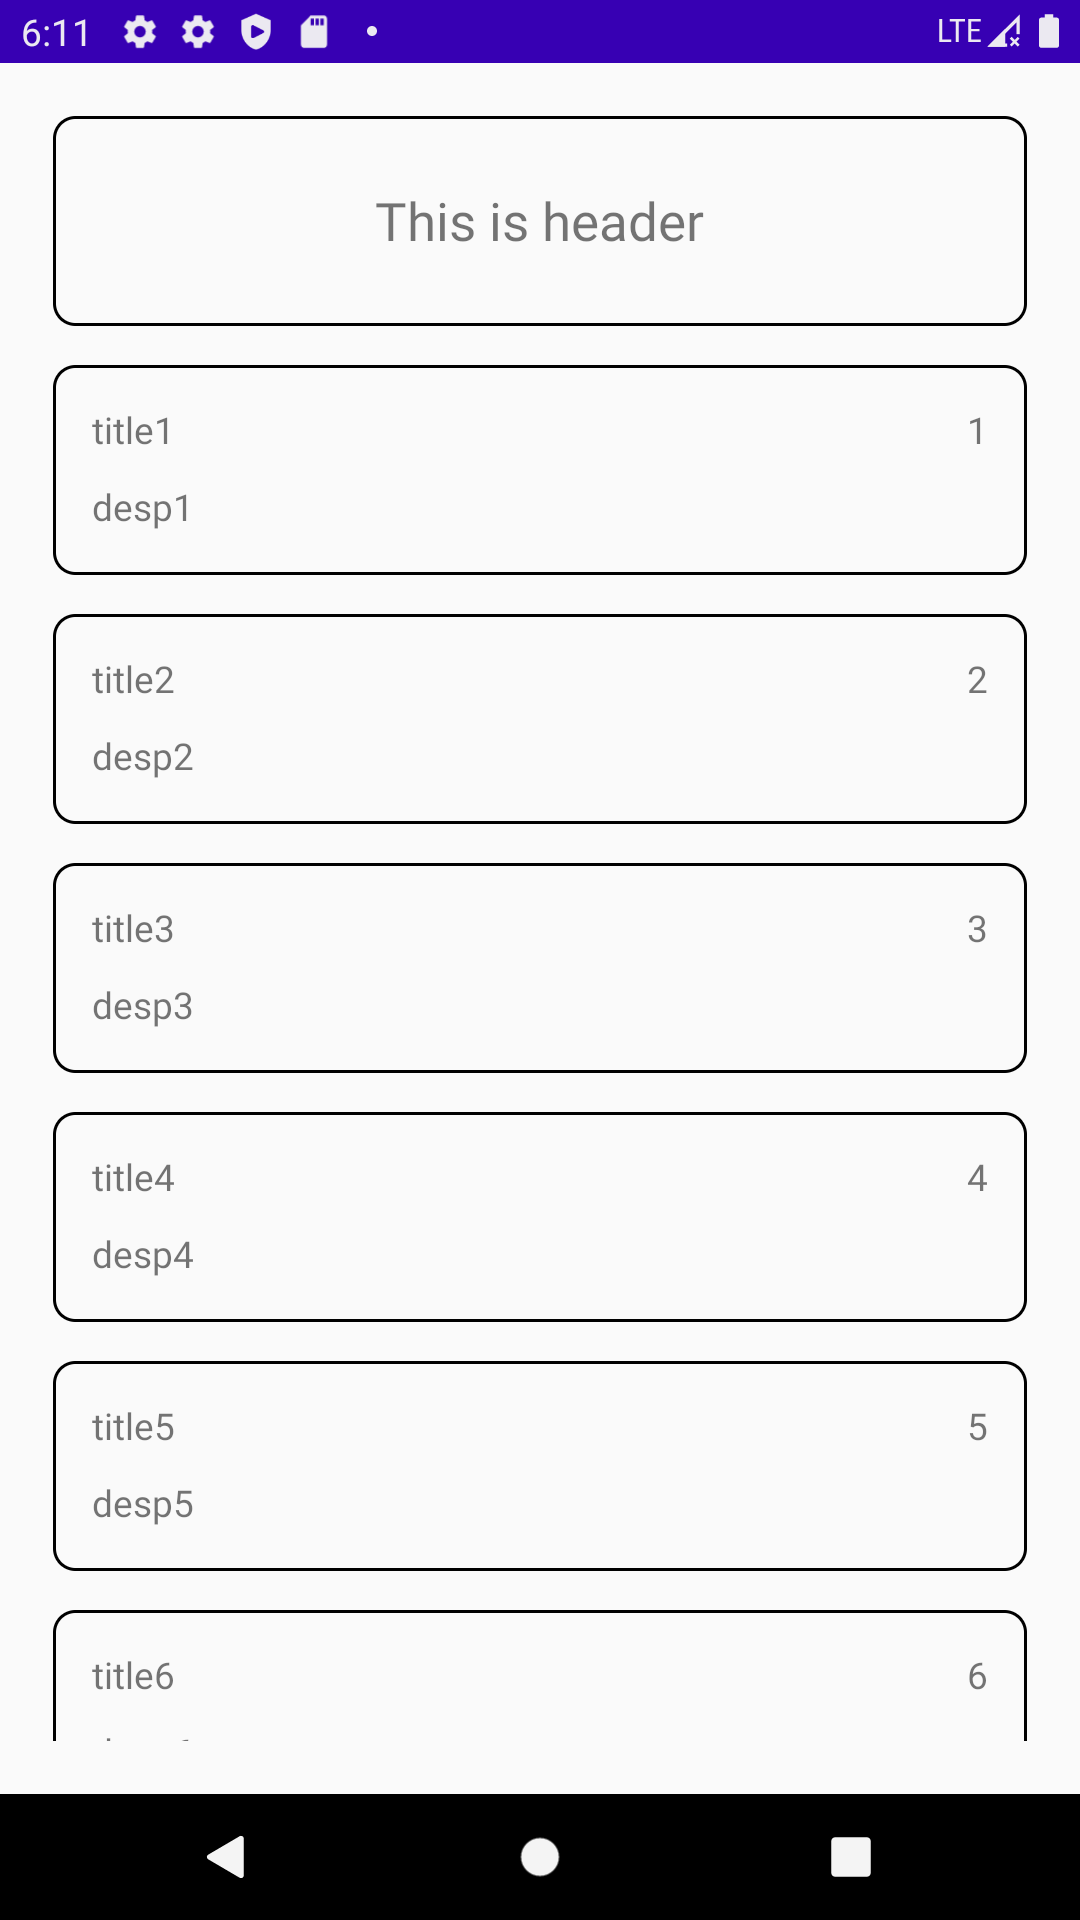 6:11 LTE
This is header
title1 1
desp1
title2 2
desp2
title3 3
desp3
title4 4
desp4
title5 5
desp5
title6 6